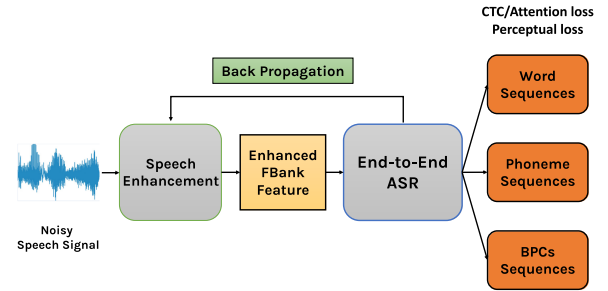 CTC/Attention loss
Perceptual loss
Back Propagation
Word
Sequences
Speech
Enhancement
Enhanced
FBank
Feature
End-to-End
ASR
Phoneme
Sequences
Noisy
Speech Signal
BPCs
Sequences